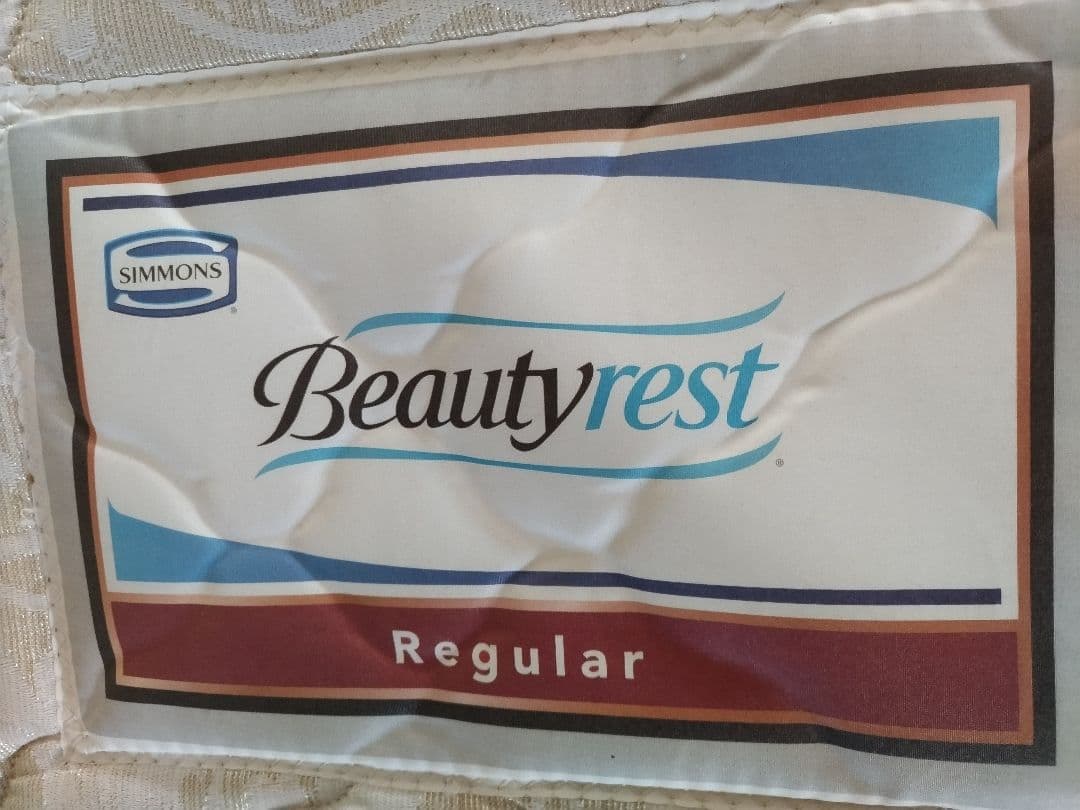 SIMMONS
®
Beautyrest
®
Regular